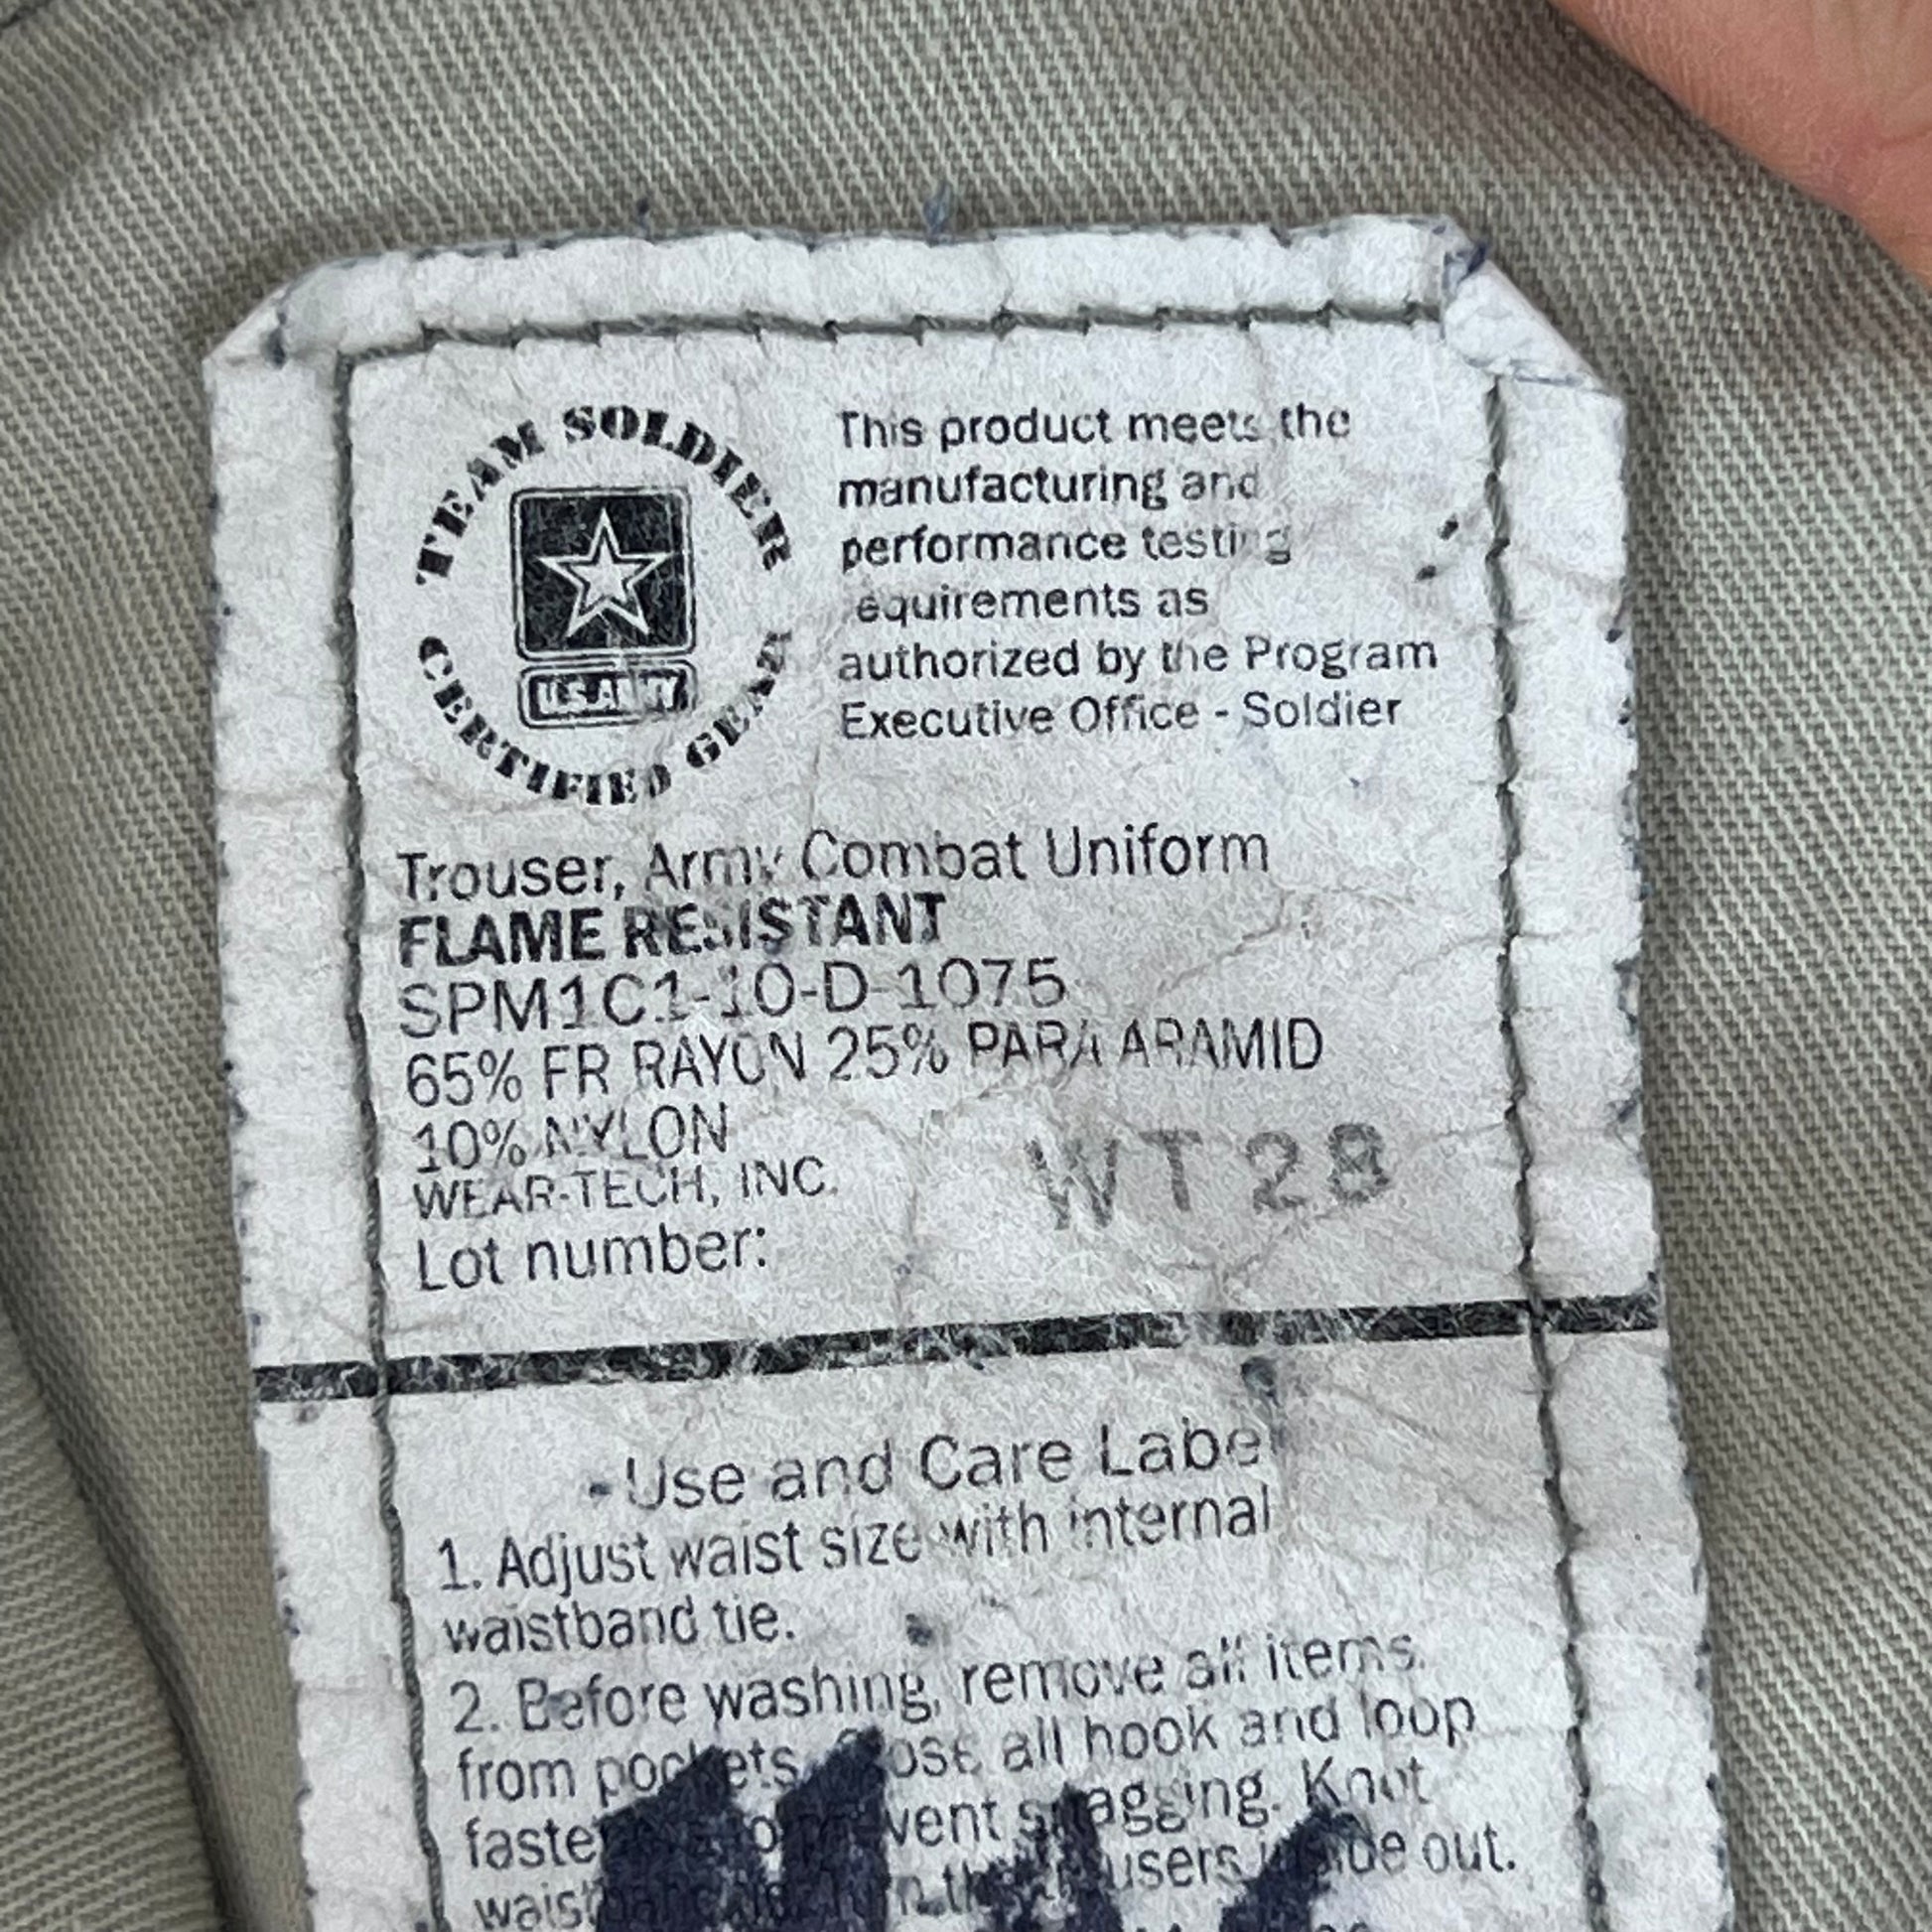 TEAM SOLDIER
CERTIFIED GEAR
U.S.ARMY
This product meets the
manufacturing and
performance testing
equirements as
authorized by the Program
Executive Office - Soldier
Trouser, Army Combat Uniform
FLAME RESISTANT
SPM1C1-10-D-1075
65% FR RAYON 25% PARA ARAMID
10% NYLON
WEAR-TECH, INC.
WT 28
Lot number:
Use and Care Label
1. Adjust waist size with internal
waistband tie.
2. Before washing, remove all items
from pockets. Close all hook and loop
to prevent snagging. Knot
trousers inside out.